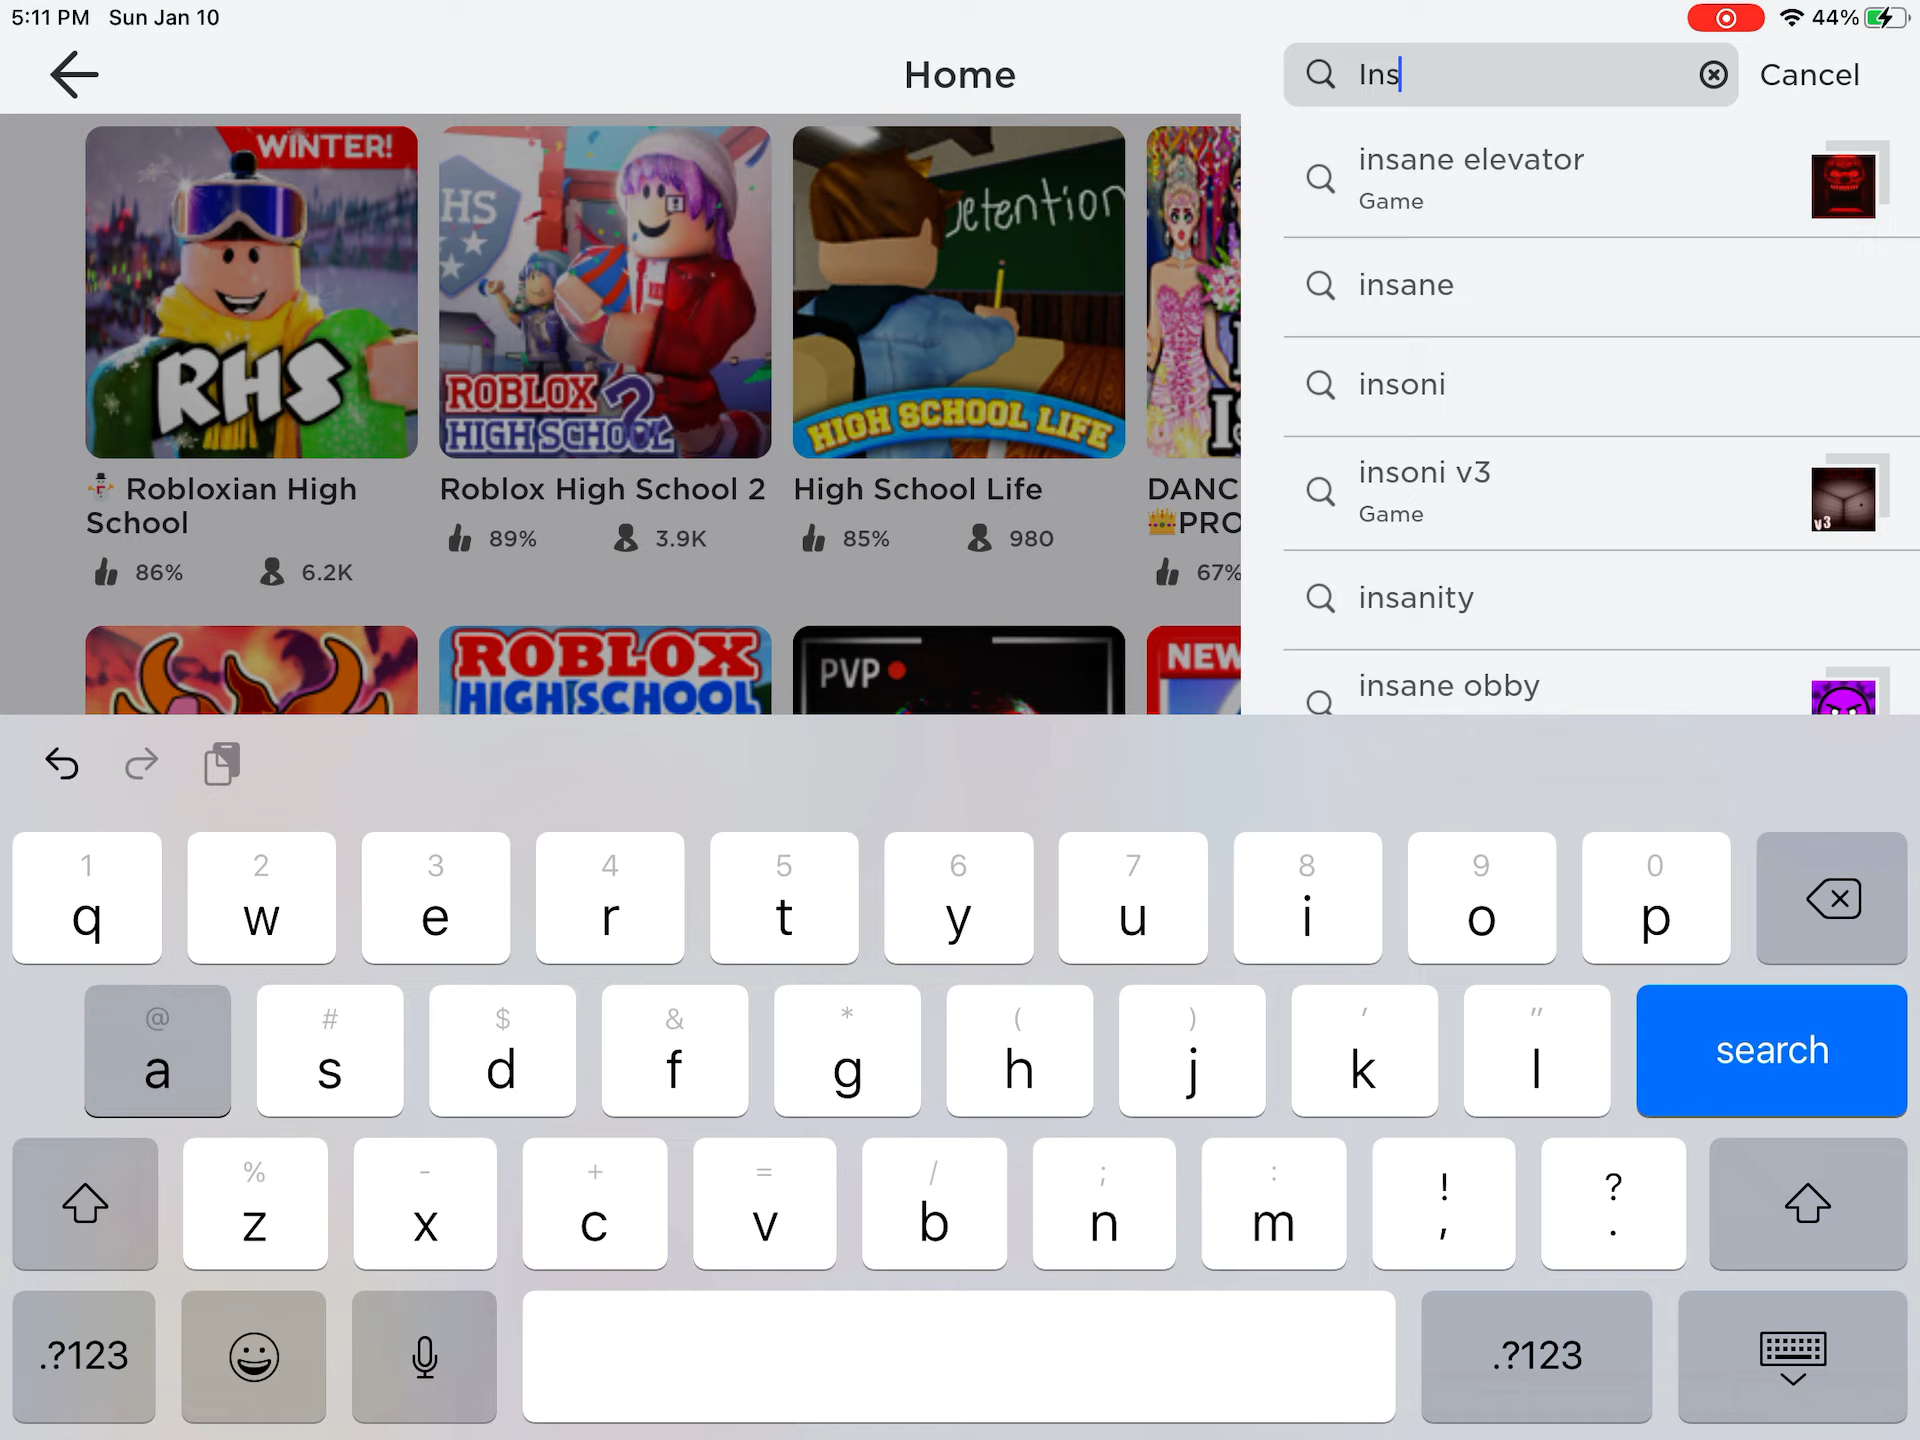 5:11 PM Sun Jan 10
44%
Home
Ins
Cancel
insane elevator
Game
insane
insoni
insoni v3
Game
v3
insanity
insane obby
WINTER!
RHS
HS
ROBLOX
HIGH SCHOOL 2
Detention
HIGH SCHOOL LIFE
⛄ Robloxian High
School
86% 6.2K
Roblox High School 2
89% 3.9K
High School Life
85% 980
DANC
👑PRO
67%
ROBLOX
HIGH SCHOOL
PVP
NEW
1 2 3 4 5 6 7 8 9 0
q w e r t y u i o p
@ # $ & * ( ) ' "
a s d f g h j k l search
% - + = / ; : ! ?
z x c v b n m , .
.?123 .?123